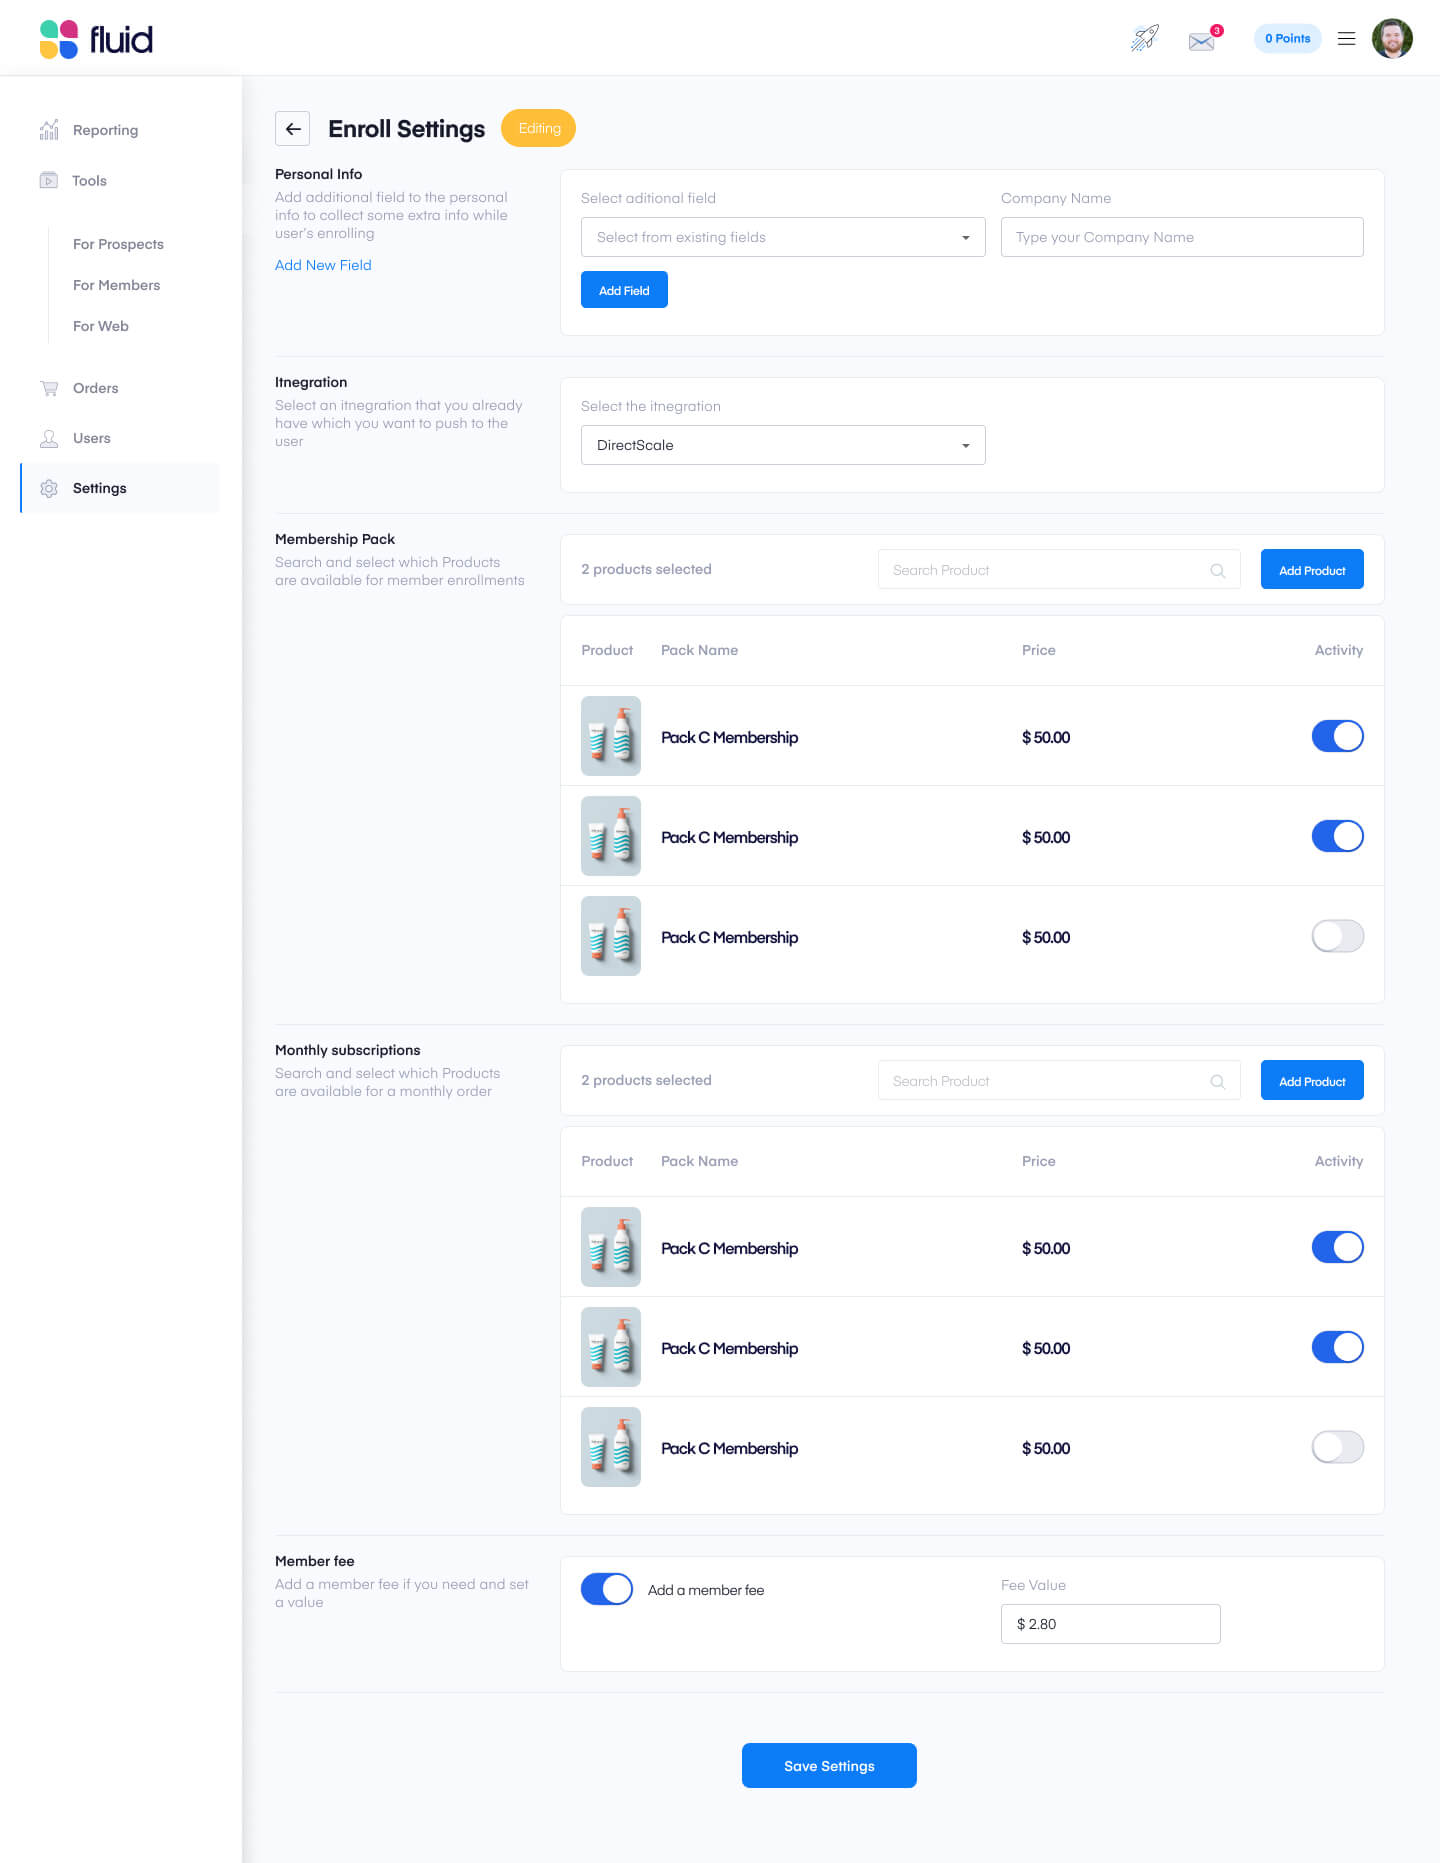 fluid
3
0 Points
Reporting
Tools
For Prospects
For Members
For Web
Orders
Users
Settings
Enroll Settings
Editing
Personal Info
Add additional field to the personal
info to collect some extra info while
user's enrolling
Add New Field
Select aditional field
Company Name
Select from existing fields
Type your Company Name
Add Field
Itnegration
Select an itnegration that you already
have which you want to push to the
user
Select the itnegration
DirectScale
Membership Pack
Search and select which Products
are available for member enrollments
2 products selected
Search Product
Add Product
Product Pack Name Price Activity
Pack C Membership $ 50.00
Pack C Membership $ 50.00
Pack C Membership $ 50.00
Monthly subscriptions
Search and select which Products
are available for a monthly order
2 products selected
Search Product
Add Product
Product Pack Name Price Activity
Pack C Membership $ 50.00
Pack C Membership $ 50.00
Pack C Membership $ 50.00
Member fee
Add a member fee if you need and set
a value
Add a member fee
Fee Value
$ 2.80
Save Settings